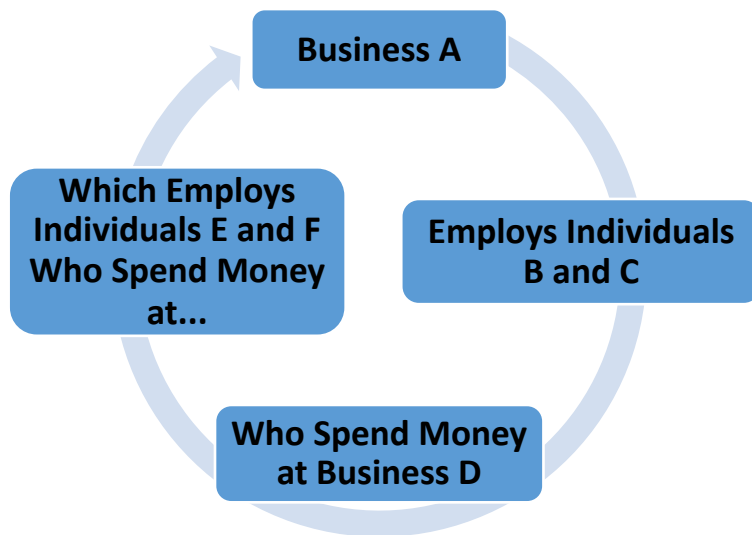 Business A
Employs Individuals
B and C
Who Spend Money
at Business D
Which Employs
Individuals E and F
Who Spend Money
at...